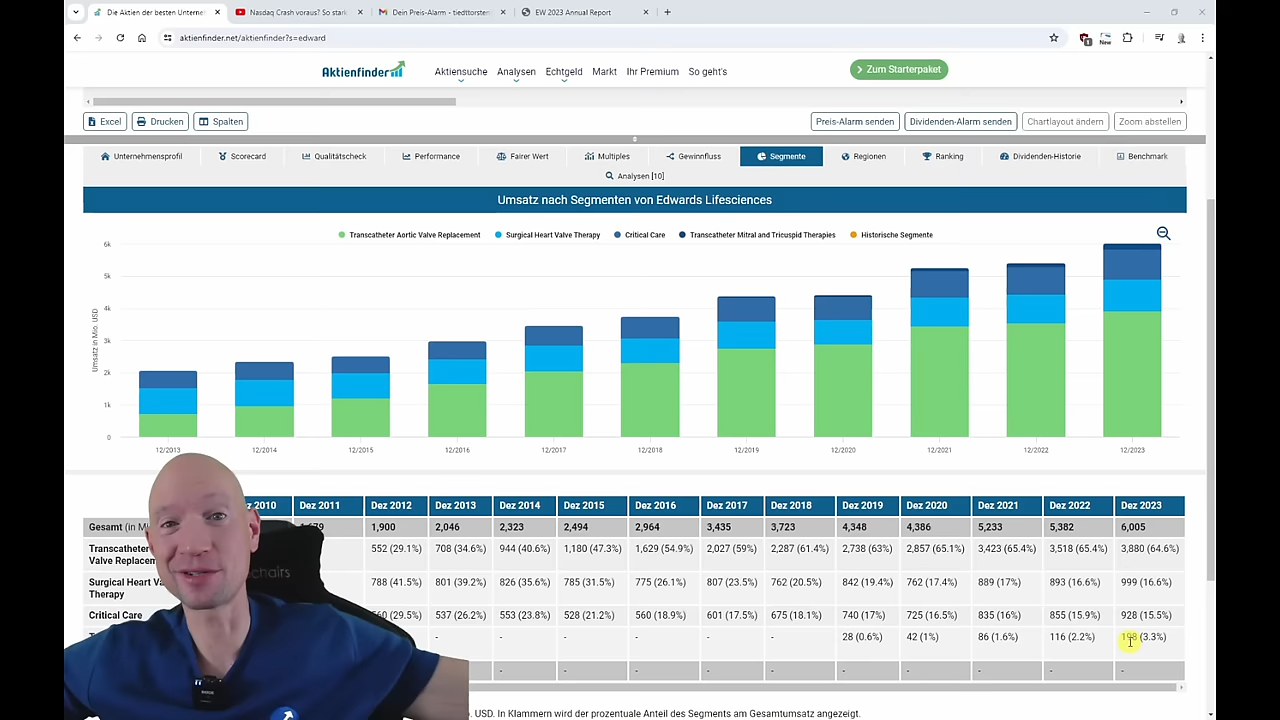 Die Aktien der besten Unterne
Nasdaq Crash voraus? So stark
Dein Preis-Alarm - tiedttorsten
EW 2023 Annual Report
aktienfinder.net/aktienfinder?s=edward
New
Aktienfinder
Aktiensuche Analysen Echtgeld Markt Ihr Premium So geht's
Zum Starterpaket
Excel Drucken Spalten
Preis-Alarm senden Dividenden-Alarm senden Chartlayout ändern Zoom abstellen
Unternehmensprofil Scorecard Qualitätscheck Performance Fairer Wert Multiples Gewinnfluss Segmente Regionen Ranking Dividenden-Historie Benchmark
Analysen [10]
Umsatz nach Segmenten von Edwards Lifesciences
Transcatheter Aortic Valve Replacement Surgical Heart Valve Therapy Critical Care Transcatheter Mitral and Tricuspid Therapies Historische Segmente
Umsatz in Mio. USD
6k
5k
4k
3k
2k
1k
0
12/2013 12/2014 12/2015 12/2016 12/2017 12/2018 12/2019 12/2020 12/2021 12/2022 12/2023
2010 Dez 2011 Dez 2012 Dez 2013 Dez 2014 Dez 2015 Dez 2016 Dez 2017 Dez 2018 Dez 2019 Dez 2020 Dez 2021 Dez 2022 Dez 2023
Gesamt (in Mi 1,900 2,046 2,323 2,494 2,964 3,435 3,723 4,348 4,386 5,233 5,382 6,005
Transcatheter 552 (29.1%) 708 (34.6%) 944 (40.6%) 1,180 (47.3%) 1,629 (54.9%) 2,027 (59%) 2,287 (61.4%) 2,738 (63%) 2,857 (65.1%) 3,423 (65.4%) 3,518 (65.4%) 3,880 (64.6%)
Valve Replacem
Surgical Heart Va 788 (41.5%) 801 (39.2%) 826 (35.6%) 785 (31.5%) 775 (26.1%) 807 (23.5%) 762 (20.5%) 842 (19.4%) 762 (17.4%) 889 (17%) 893 (16.6%) 999 (16.6%)
Therapy
Critical Care (29.5%) 537 (26.2%) 553 (23.8%) 528 (21.2%) 560 (18.9%) 601 (17.5%) 675 (18.1%) 740 (17%) 725 (16.5%) 835 (16%) 855 (15.9%) 928 (15.5%)
- - - - - - 28 (0.6%) 42 (1%) 86 (1.6%) 116 (2.2%) 198 (3.3%)
- - - - - - - - - - -
. USD. In Klammern wird der prozentuale Anteil des Segments am Gesamtumsatz angezeigt.